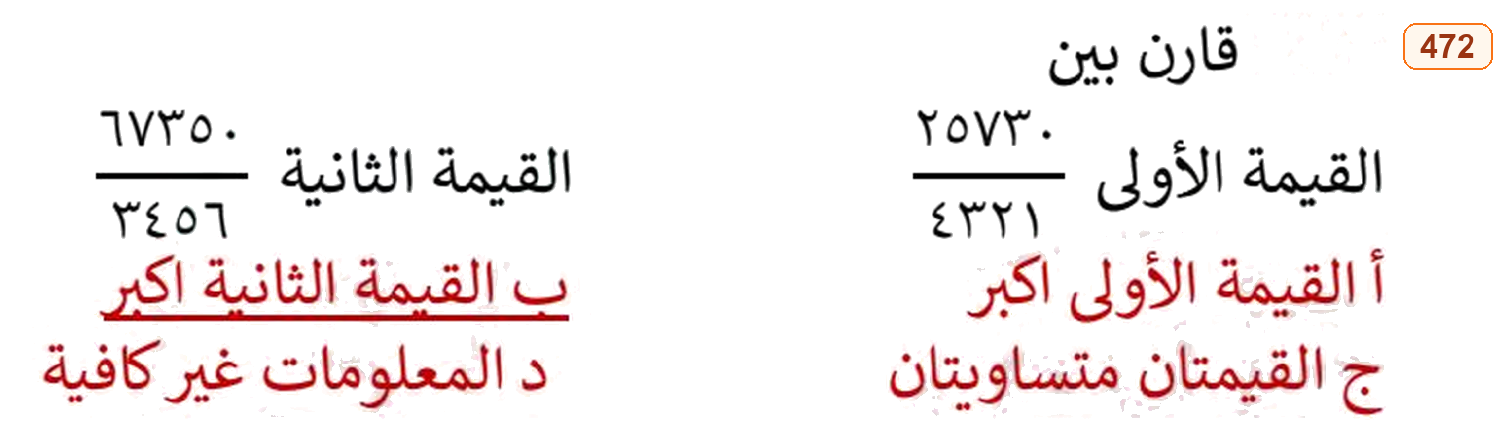 472
قارن بين
القيمة الأولى ٢٥٧٣٠ / ٤٣٢١ القيمة الثانية ٦٧٣٥٠ / ٣٤٥٦
أ القيمة الأولى اكبر ب القيمة الثانية اكبر
ج القيمتان متساويتان د المعلومات غير كافية